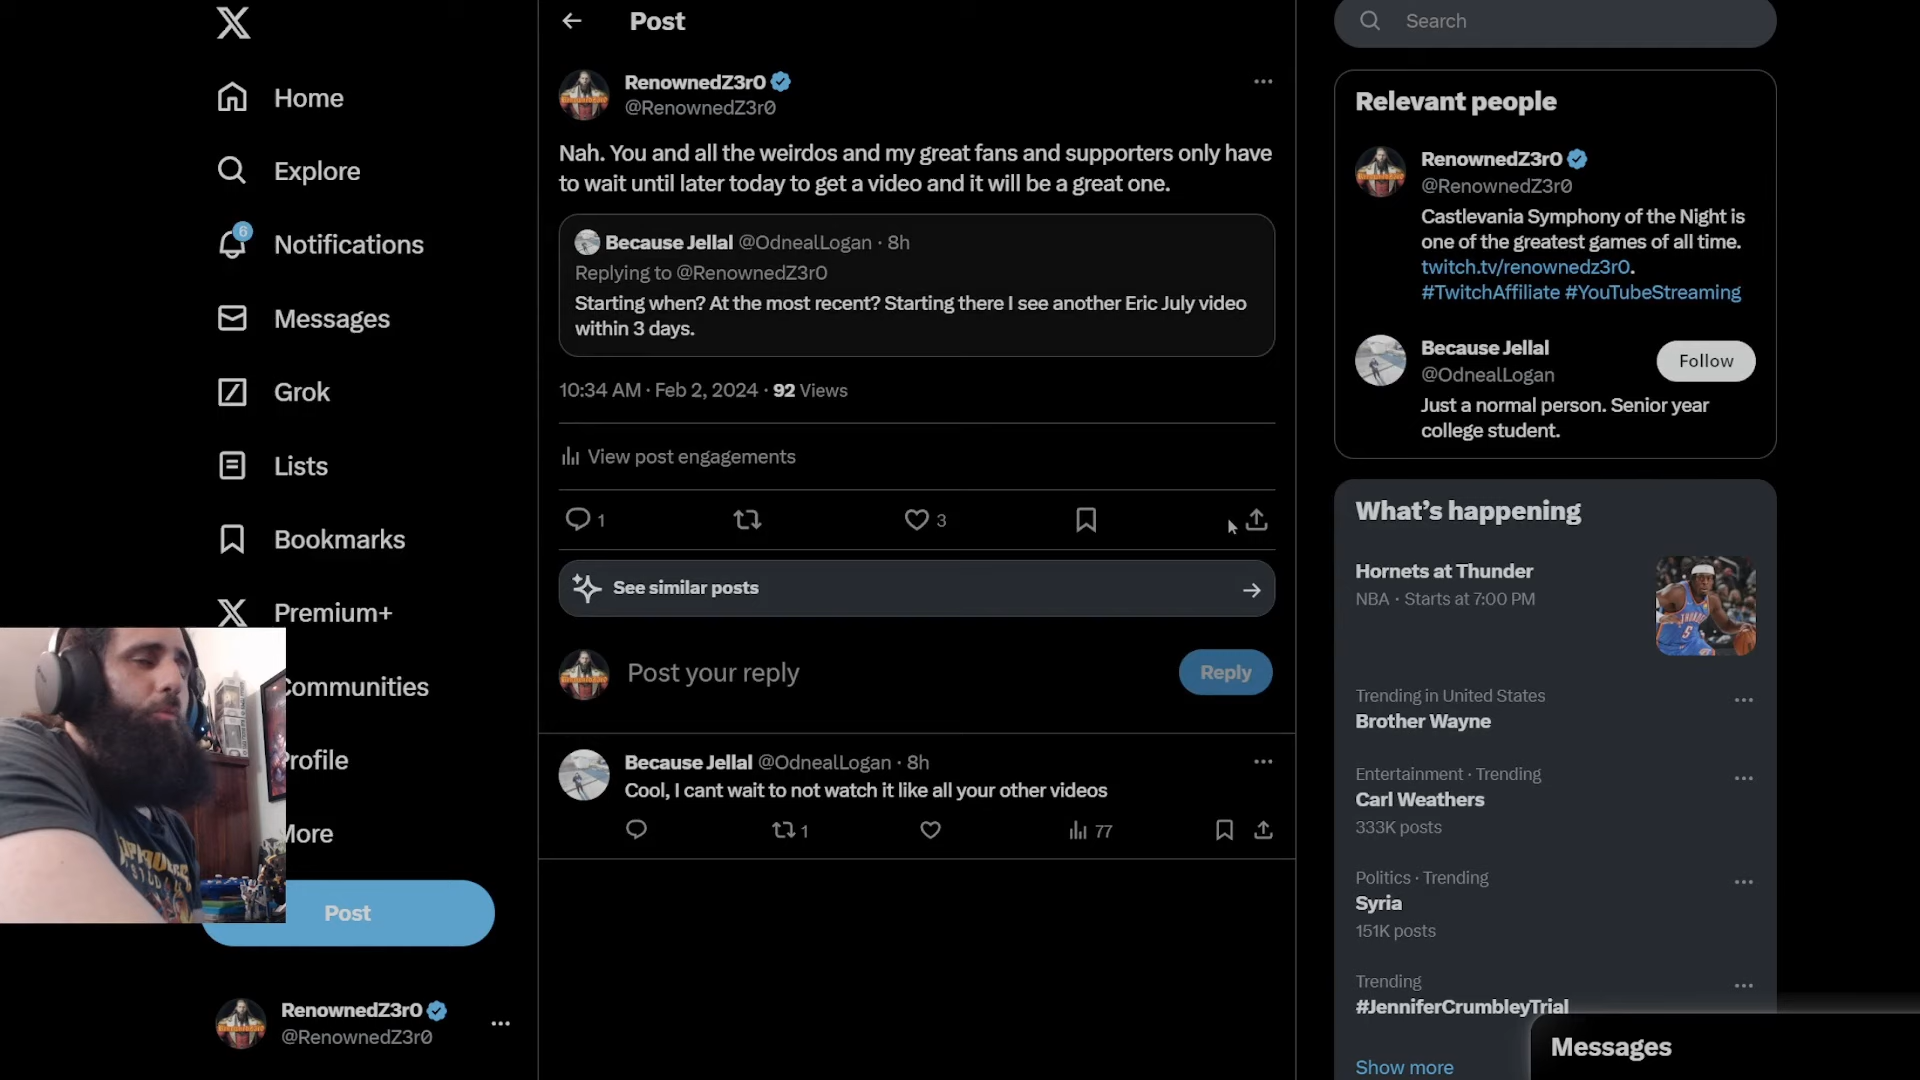 Home
Explore
6
Notifications
Messages
Grok
Lists
Bookmarks
Premium+
Communities
Profile
More
Post
RenownedZ3r0
@RenownedZ3r0
Post
RenownedZ3r0
@RenownedZ3r0
Nah. You and all the weirdos and my great fans and supporters only have
to wait until later today to get a video and it will be a great one.
Because Jellal @OdnealLogan · 8h
Replying to @RenownedZ3r0
Starting when? At the most recent? Starting there I see another Eric July video
within 3 days.
10:34 AM · Feb 2, 2024 · 92 Views
View post engagements
1
3
See similar posts
Post your reply
Reply
Because Jellal @OdnealLogan · 8h
Cool, I cant wait to not watch it like all your other videos
1
77
Search
Relevant people
RenownedZ3r0
@RenownedZ3r0
Castlevania Symphony of the Night is
one of the greatest games of all time.
twitch.tv/renownedz3r0.
#TwitchAffiliate #YouTubeStreaming
Because Jellal
@OdnealLogan
Follow
Just a normal person. Senior year
college student.
What's happening
Hornets at Thunder
NBA · Starts at 7:00 PM
Trending in United States
Brother Wayne
Entertainment · Trending
Carl Weathers
333K posts
Politics · Trending
Syria
151K posts
Trending
#JenniferCrumbleyTrial
Show more
Messages